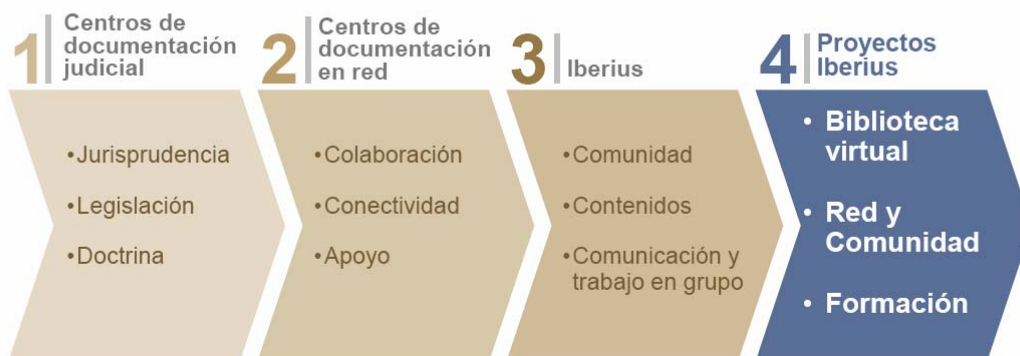 1
Centros de
documentación
judicial
•Jurisprudencia
•Legislación
•Doctrina
2
Centros de
documentación
en red
•Colaboración
•Conectividad
•Apoyo
3
Iberius
•Comunidad
•Contenidos
•Comunicación y
trabajo en grupo
4
Proyectos
Iberius
• Biblioteca
virtual
• Red y
Comunidad
• Formación